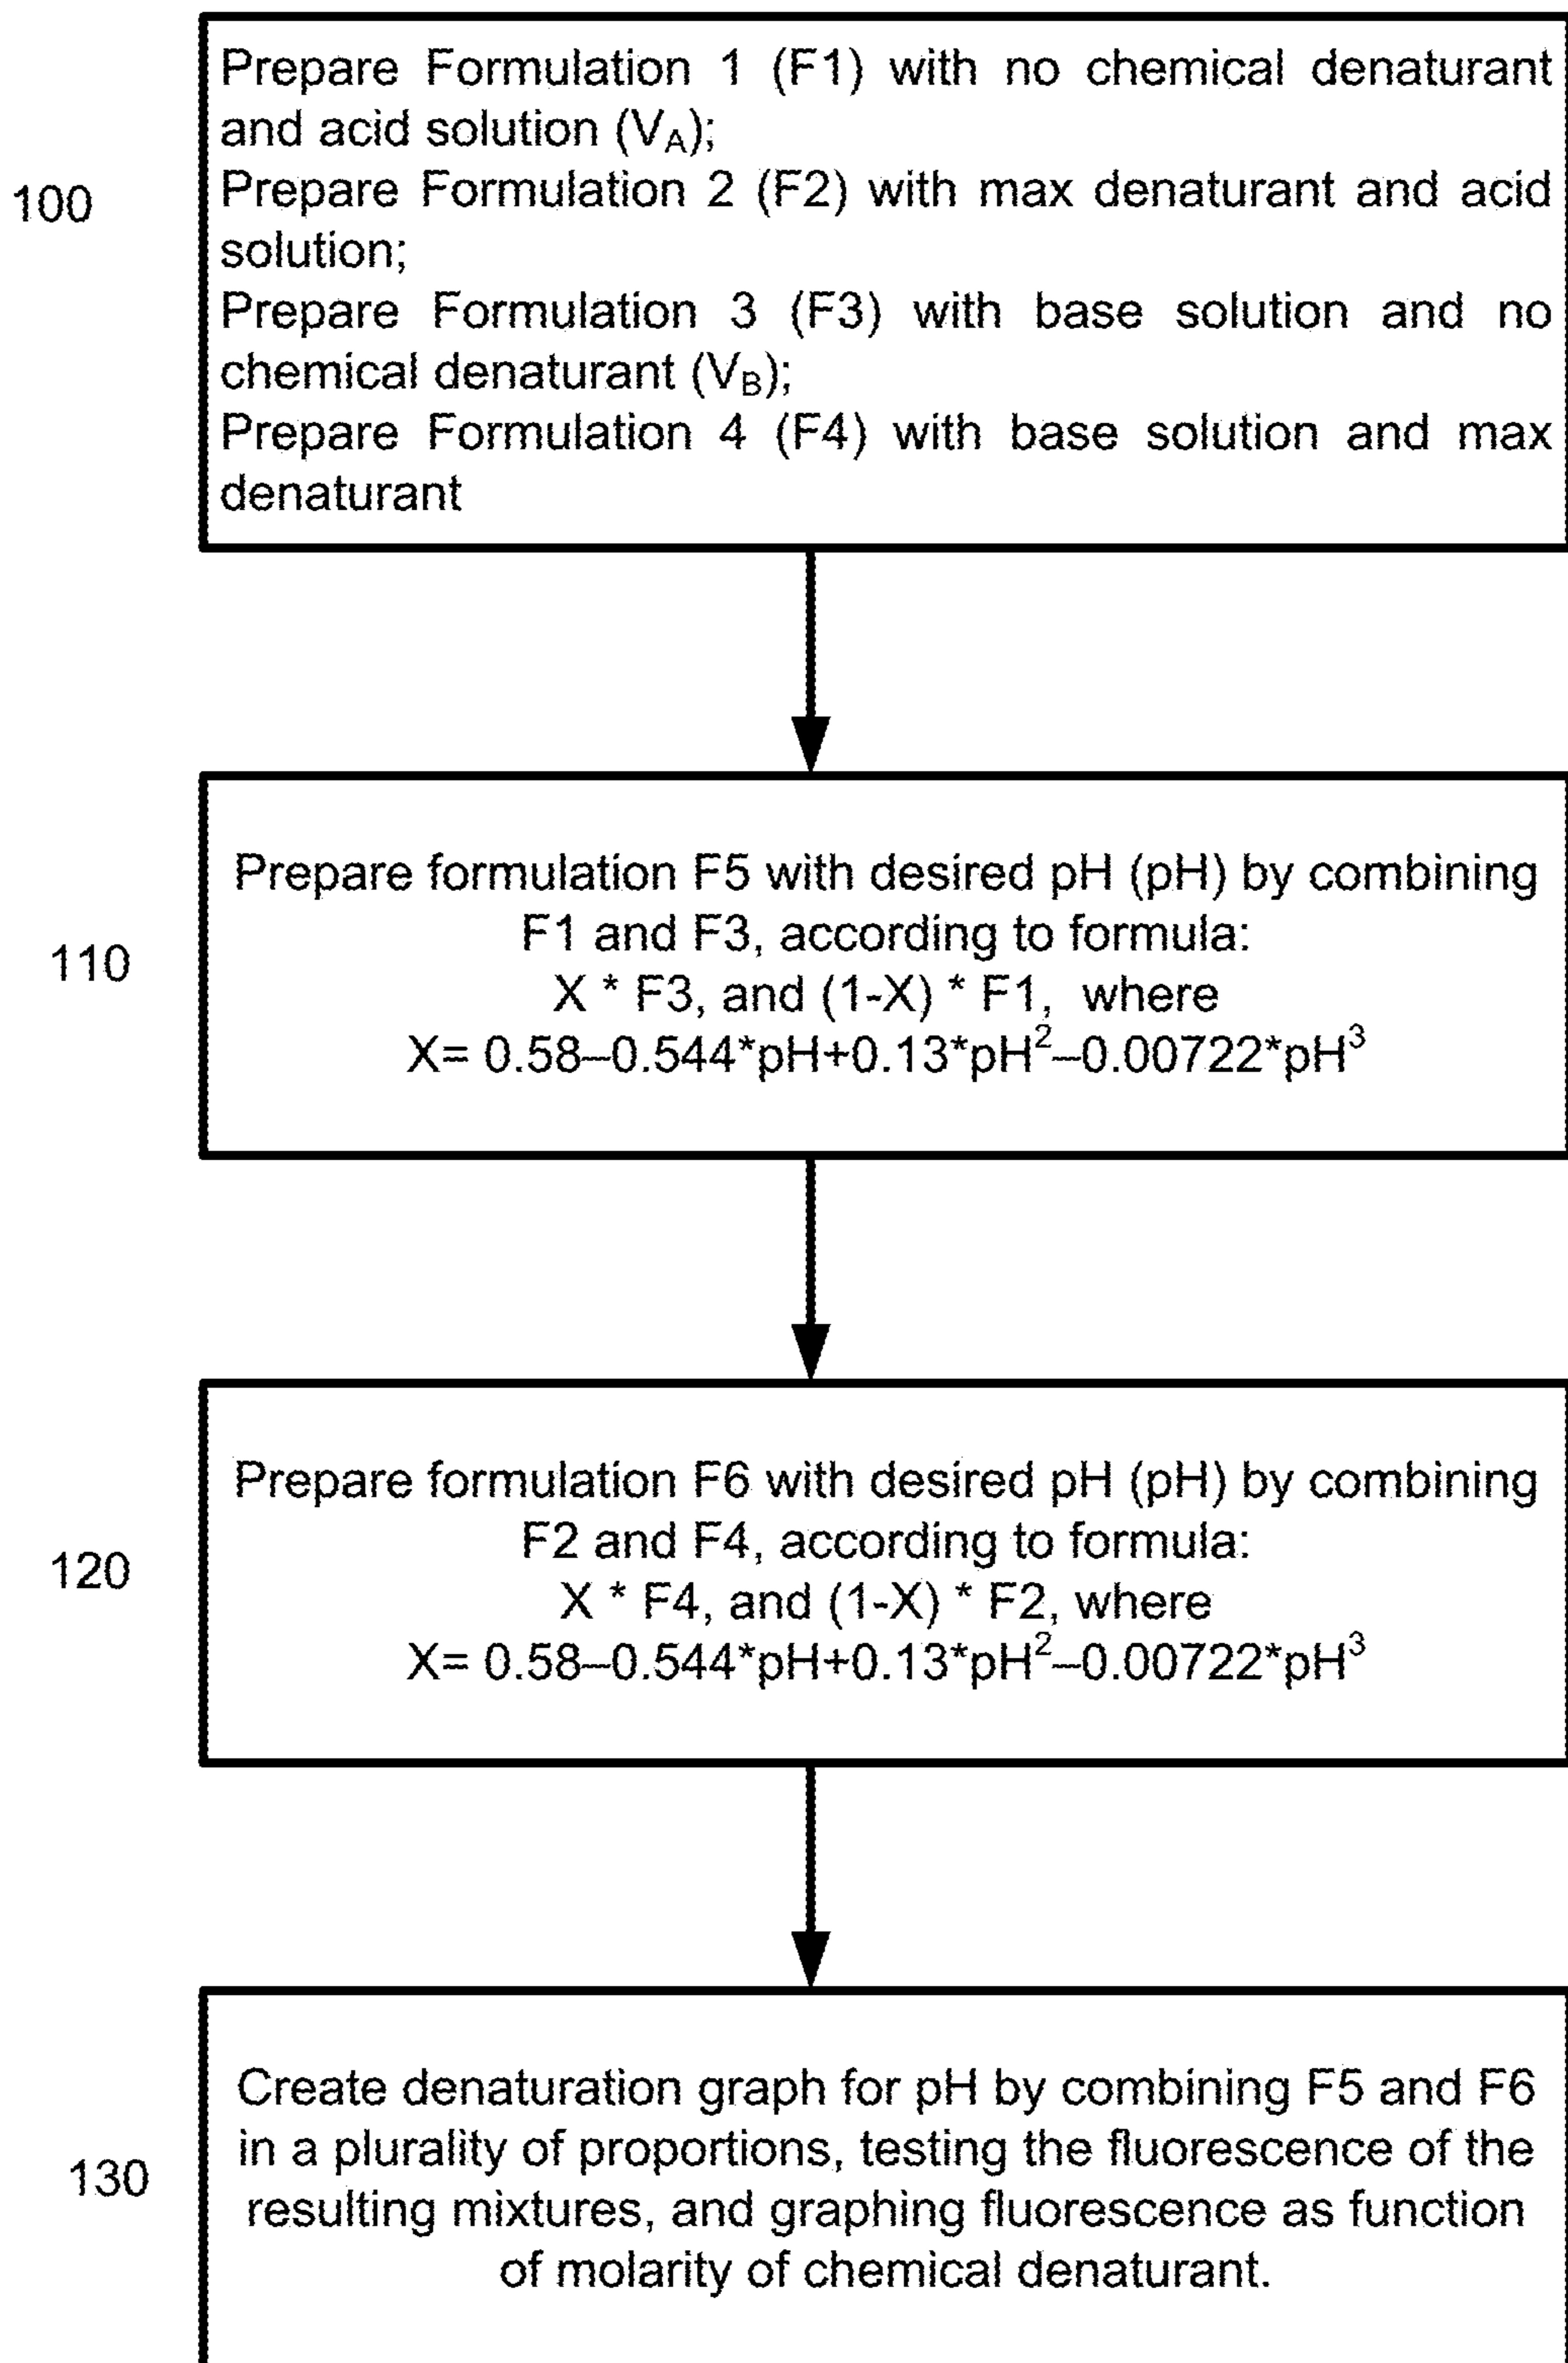 Prepare Formulation 1 (F1) with no chemical denaturant
and acid solution (V_A);
100
Prepare Formulation 2 (F2) with max denaturant and acid
solution;
Prepare Formulation 3 (F3) with base solution and no
chemical denaturant (V_B);
Prepare Formulation 4 (F4) with base solution and max
denaturant
Prepare formulation F5 with desired pH (pH) by combining
F1 and F3, according to formula:
110
X * F3, and (1-X) * F1, where
X= 0.58–0.544*pH+0.13*pH²–0.00722*pH³
Prepare formulation F6 with desired pH (pH) by combining
F2 and F4, according to formula:
120
X * F4, and (1-X) * F2, where
X= 0.58–0.544*pH+0.13*pH²–0.00722*pH³
Create denaturation graph for pH by combining F5 and F6
in a plurality of proportions, testing the fluorescence of the
130
resulting mixtures, and graphing fluorescence as function
of molarity of chemical denaturant.